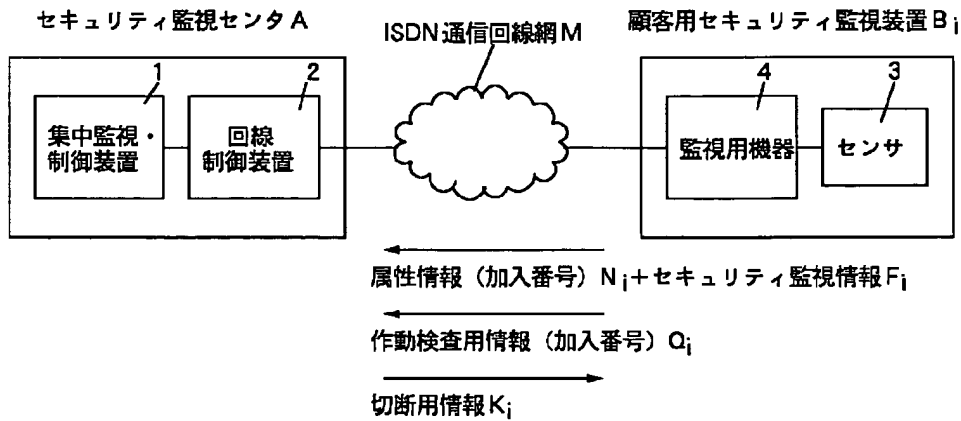 セキュリティ監視センタA
ISDN通信回線網M
顧客用セキュリティ監視装置Bi
1
2
4
3
集中監視・
制御装置
回線
制御装置
監視用機器
センサ
属性情報（加入番号）Ni＋セキュリティ監視情報Fi
作動検査用情報（加入番号）Qi
切断用情報Ki